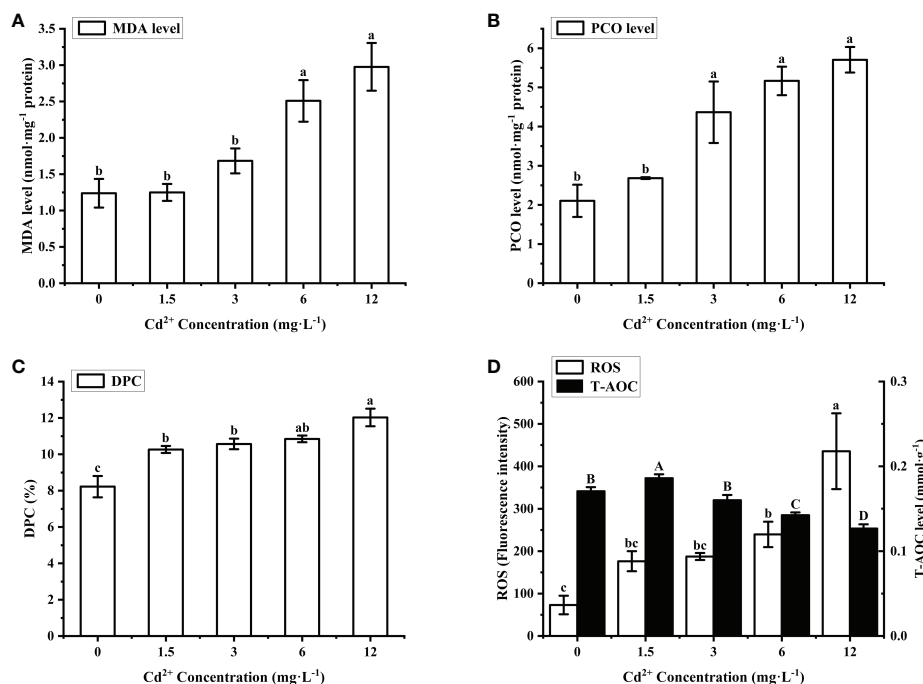 A
MDA level
MDA level (nmol·mg⁻¹ protein)
3.5
3.0
2.5
2.0
1.5
1.0
0.5
0.0
b
b
b
a
a
0 1.5 3 6 12
Cd²⁺ Concentration (mg·L⁻¹)
B
PCO level
PCO level (nmol·mg⁻¹ protein)
6
5
4
3
2
1
0
b
b
a
a
a
0 1.5 3 6 12
Cd²⁺ Concentration (mg·L⁻¹)
C
DPC
DPC (%)
14
12
10
8
6
4
2
0
c
b
b
ab
a
0 1.5 3 6 12
Cd²⁺ Concentration (mg·L⁻¹)
D
ROS
T-AOC
ROS (Fluorescence intensity)
600
500
400
300
200
100
0
c
B
bc
A
bc
B
b
C
a
D
0.3
0.2
0.1
0.0
T-AOC level (mmol·g⁻¹)
0 1.5 3 6 12
Cd²⁺ Concentration (mg·L⁻¹)